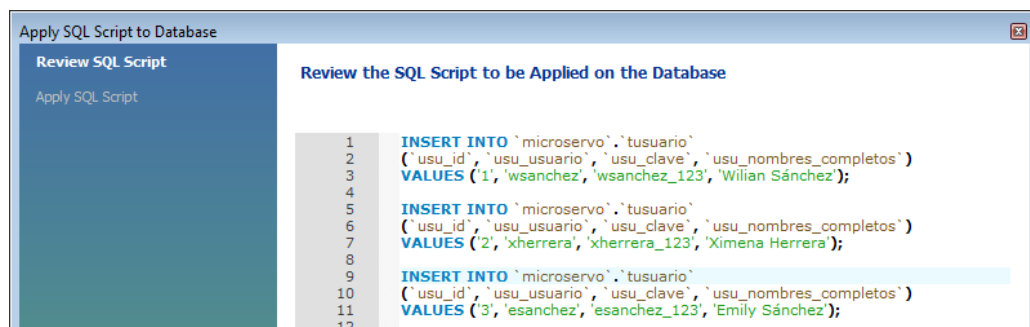 Apply SQL Script to Database
Review SQL Script
Apply SQL Script
Review the SQL Script to be Applied on the Database
1 INSERT INTO `microservo`.`tusuario`
2 (`usu_id`, `usu_usuario`, `usu_clave`, `usu_nombres_completos`)
3 VALUES ('1', 'wsanchez', 'wsanchez_123', 'Wilian Sánchez');
4
5 INSERT INTO `microservo`.`tusuario`
6 (`usu_id`, `usu_usuario`, `usu_clave`, `usu_nombres_completos`)
7 VALUES ('2', 'xherrera', 'xherrera_123', 'Ximena Herrera');
8
9 INSERT INTO `microservo`.`tusuario`
10 (`usu_id`, `usu_usuario`, `usu_clave`, `usu_nombres_completos`)
11 VALUES ('3', 'esanchez', 'esanchez_123', 'Emily Sánchez');
12